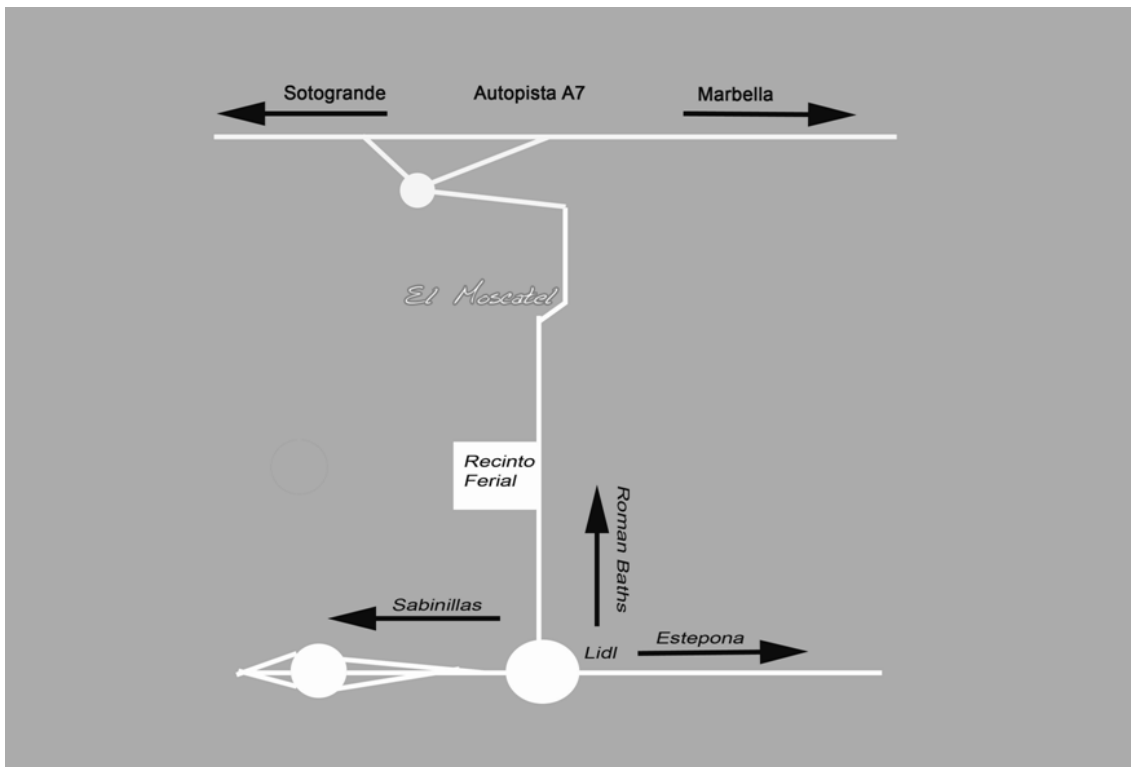 Sotogrande
Autopista A7
Marbella
El Moscatel
Recinto
Ferial
Roman Baths
Sabinillas
Lidl
Estepona